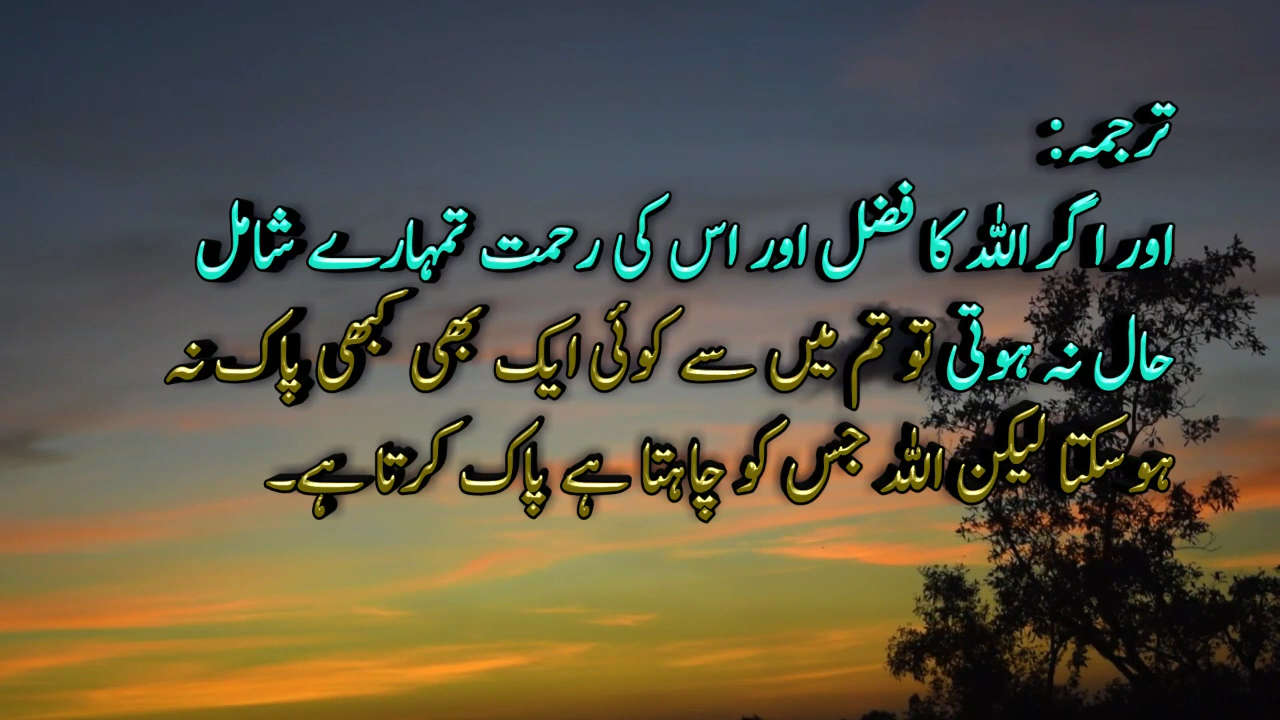 ترجمہ:
اور اگر اللہ کا فضل اور اس کی رحمت تمہارے شامل
حال نہ ہوتی تو تم میں سے کوئی ایک بھی کبھی پاک نہ
ہو سکتا لیکن اللہ جس کو چاہتا ہے پاک کرتا ہے۔